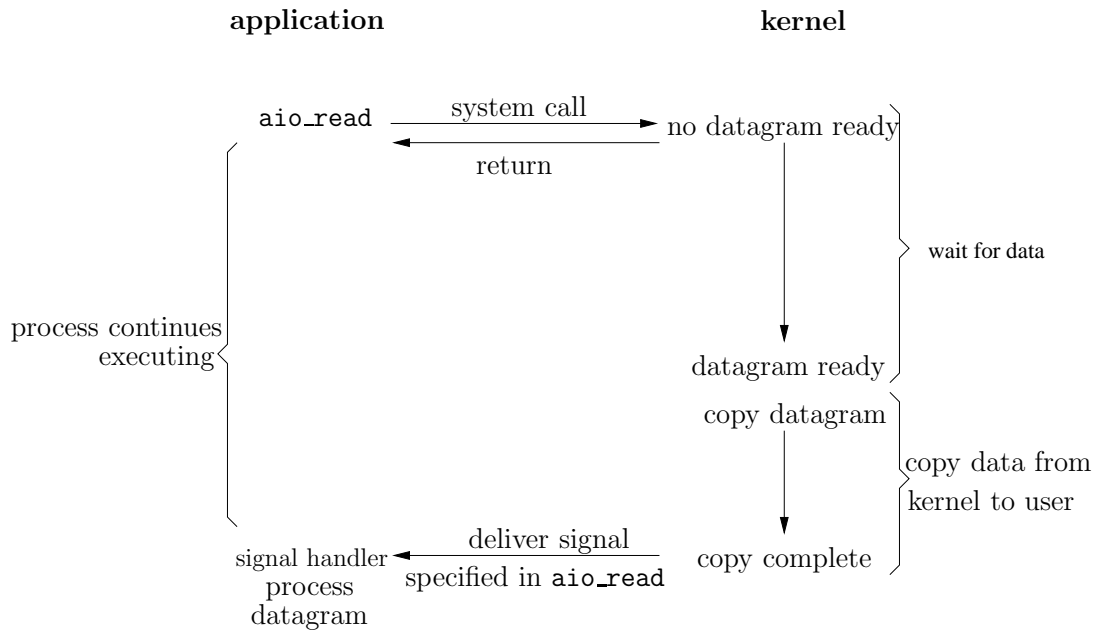 application
kernel
aio_read
system call
no datagram ready
return
wait for data
process continues
executing
datagram ready
copy datagram
copy data from
kernel to user
deliver signal
copy complete
signal handler
specified in aio_read
process
datagram